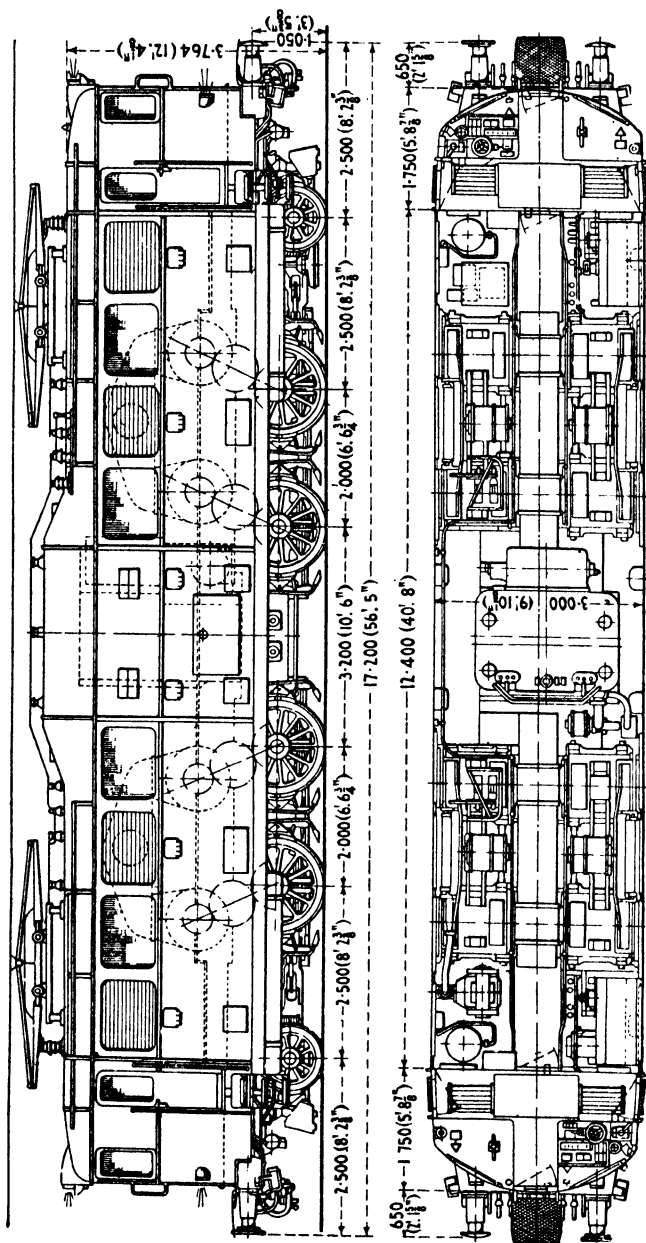 3·764 (12'. 4⅛")
1·050
(3'. 5⅜")
2·500 (8'. 2⅜")
2·500 (8' 2⅜")
2·000 (6'. 6¾")
3·200 (10'. 6")
2·000 (6'. 6¾")
2·500 (8'. 2⅜")
2·500 (8'. 2⅜")
17·200 (56'. 5")
650
(2'. 1⅝")
1 750(5'.8⅞")
12·400 (40'. 8")
1·750(5'.8⅞")
650
(2'. 1⅝")
3·000 (9'.10⅛")